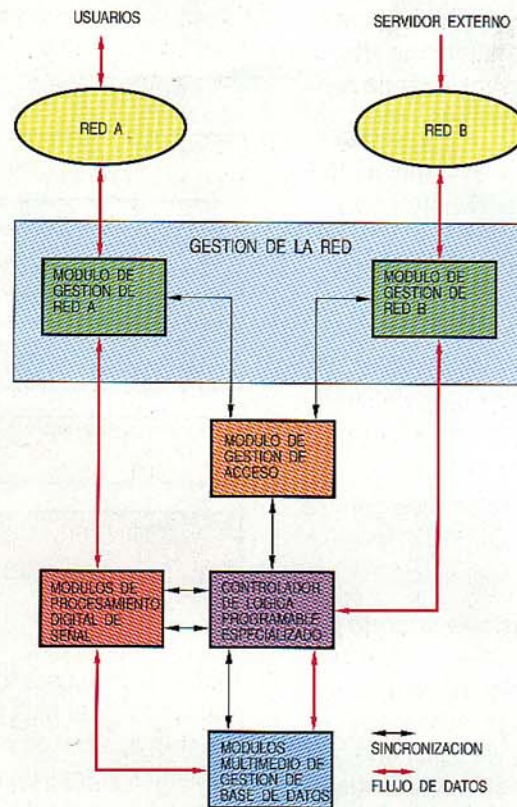 USUARIOS
SERVIDOR EXTERNO
RED A
RED B
GESTION DE LA RED
MODULO DE
GESTION DE
RED A
MODULO DE
GESTION DE
RED B
MODULO DE
GESTION DE
ACCESO
MODULOS DE
PROCESAMIENTO
DIGITAL DE
SEÑAL
CONTROLADOR
DE LOGICA
PROGRAMABLE
ESPECIALIZADO
MODULOS
MULTIMEDIO DE
GESTION DE
BASE DE DATOS
SINCRONIZACION
FLUJO DE DATOS